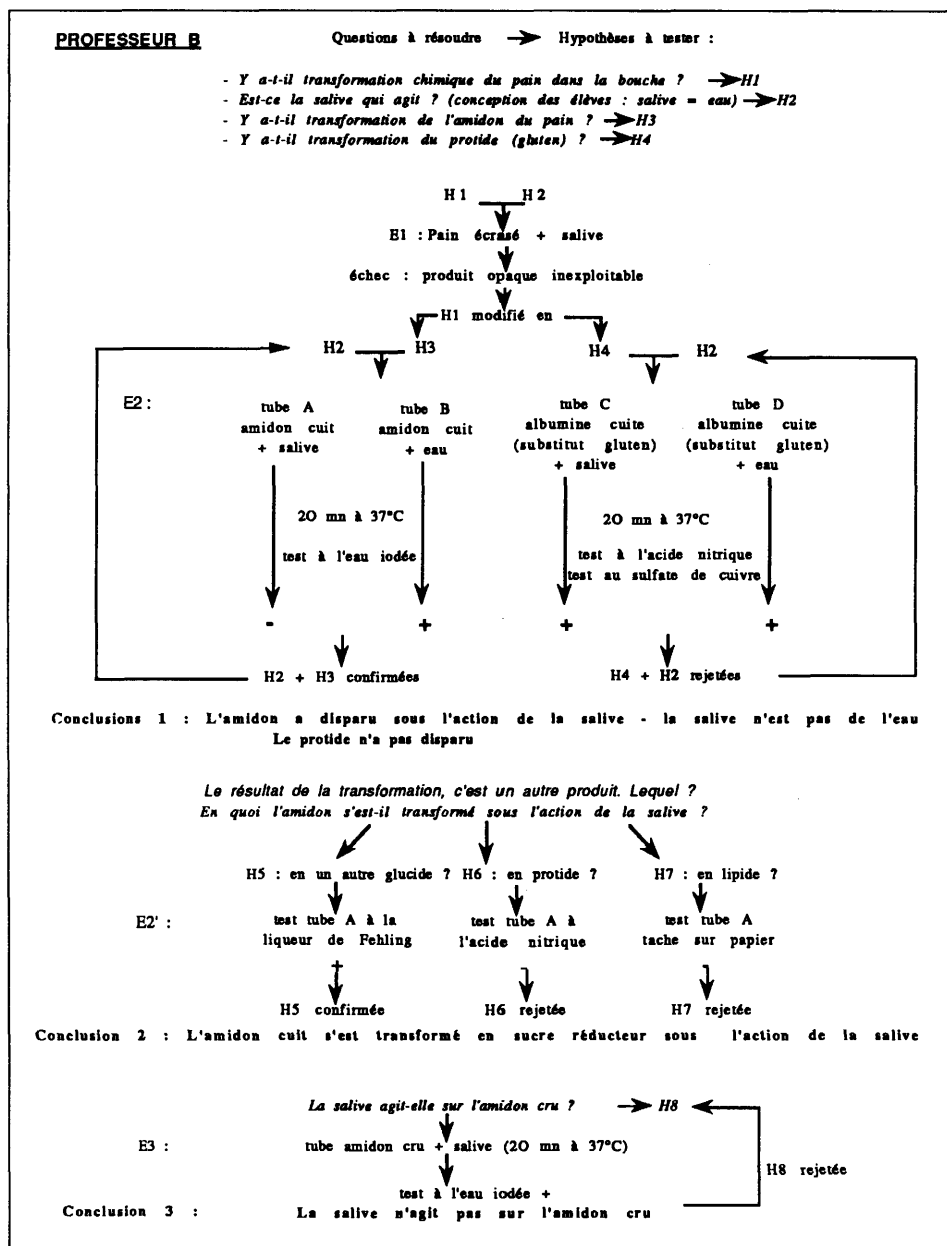 PROFESSEUR B
Questions à résoudre → Hypothèses à tester :
- Y a-t-il transformation chimique du pain dans la bouche ? → H1
- Est-ce la salive qui agit ? (conception des élèves : salive = eau) → H2
- Y a-t-il transformation de l'amidon du pain ? → H3
- Y a-t-il transformation du protide (gluten) ? → H4
H 1 H 2
E1 : Pain écrasé + salive
échec : produit opaque inexploitable
H1 modifié en
H2 H3 H4 H2
E2 :
tube A tube B tube C tube D
amidon cuit amidon cuit albumine cuite albumine cuite
+ salive + eau (substitut gluten) (substitut gluten)
+ salive + eau
20 mn à 37°C 20 mn à 37°C
test à l'eau iodée test à l'acide nitrique
test au sulfate de cuivre
- + + +
H2 + H3 confirmées H4 + H2 rejetées
Conclusions 1 : L'amidon a disparu sous l'action de la salive - la salive n'est pas de l'eau
Le protide n'a pas disparu
Le résultat de la transformation, c'est un autre produit. Lequel ?
En quoi l'amidon s'est-il transformé sous l'action de la salive ?
H5 : en un autre glucide ? H6 : en protide ? H7 : en lipide ?
E2' : test tube A à la test tube A à test tube A
liqueur de Fehling l'acide nitrique tache sur papier
+ - -
H5 confirmée H6 rejetée H7 rejetée
Conclusion 2 : L'amidon cuit s'est transformé en sucre réducteur sous l'action de la salive
La salive agit-elle sur l'amidon cru ? → H8
E3 : tube amidon cru + salive (20 mn à 37°C)
H8 rejetée
test à l'eau iodée +
Conclusion 3 : La salive n'agit pas sur l'amidon cru